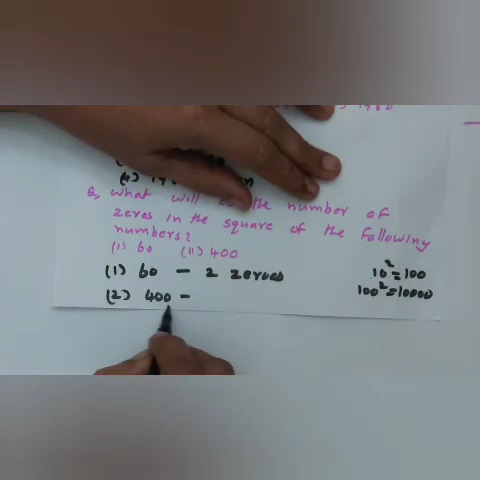 Q, What will the number of
zeros in the square of the following
numbers?
(I) 60 (II) 400
(1) 60 - 2 zeroes
(2) 400 -
10² = 100
100² = 10000